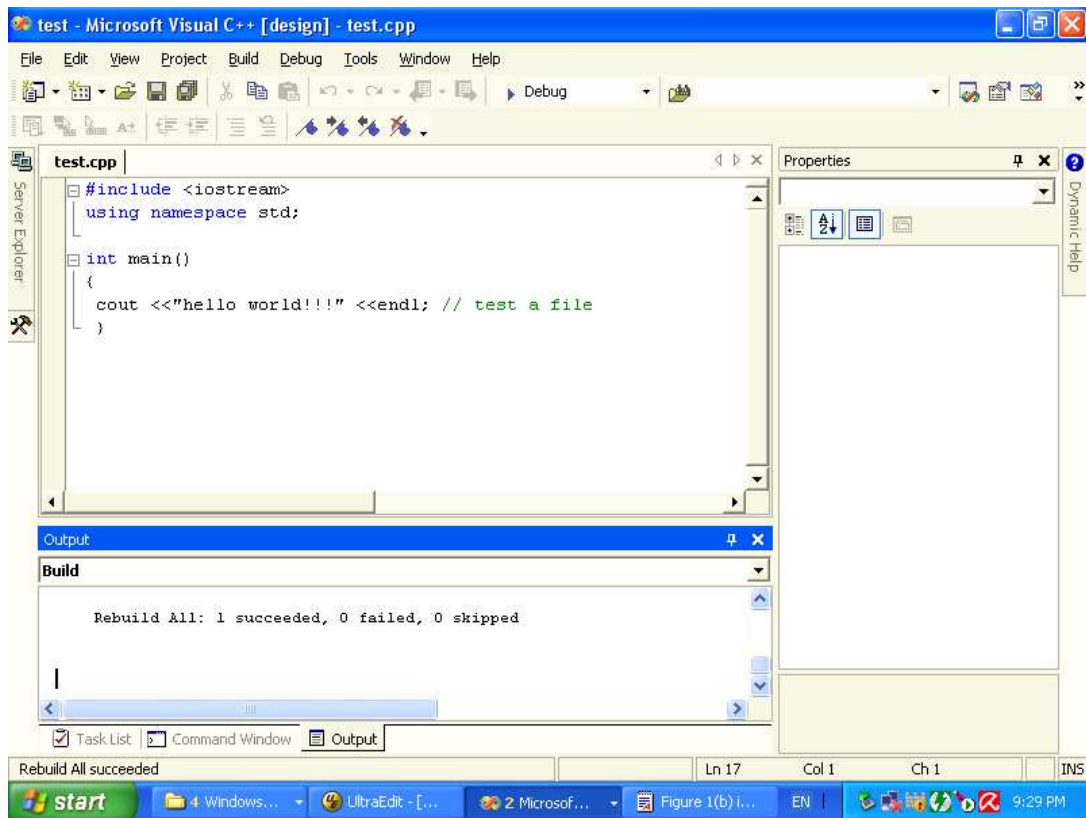 test - Microsoft Visual C++ [design] - test.cpp
File Edit View Project Build Debug Tools Window Help
Debug
test.cpp
Server Explorer
#include <iostream>
using namespace std;
int main()
{
cout <<"hello world!!!" <<endl; // test a file
}
Properties
Dynamic Help
Output
Build
Rebuild All: 1 succeeded, 0 failed, 0 skipped
Task List Command Window Output
Rebuild All succeeded Ln 17 Col 1 Ch 1 INS
start 4 Windows... UltraEdit - [... 2 Microsof... Figure 1(b) i... EN 9:29 PM